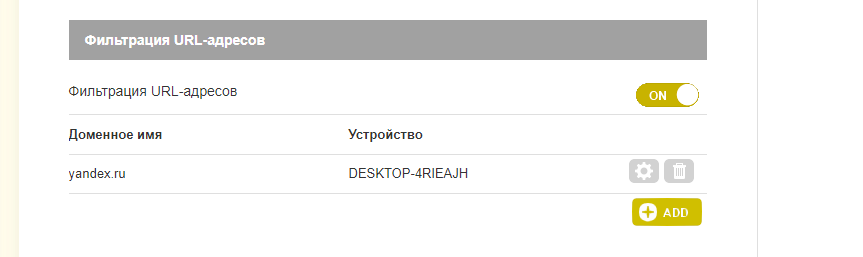 Фильтрация URL-адресов
Фильтрация URL-адресов ON
Доменное имя Устройство
yandex.ru DESKTOP-4RIEAJH
ADD